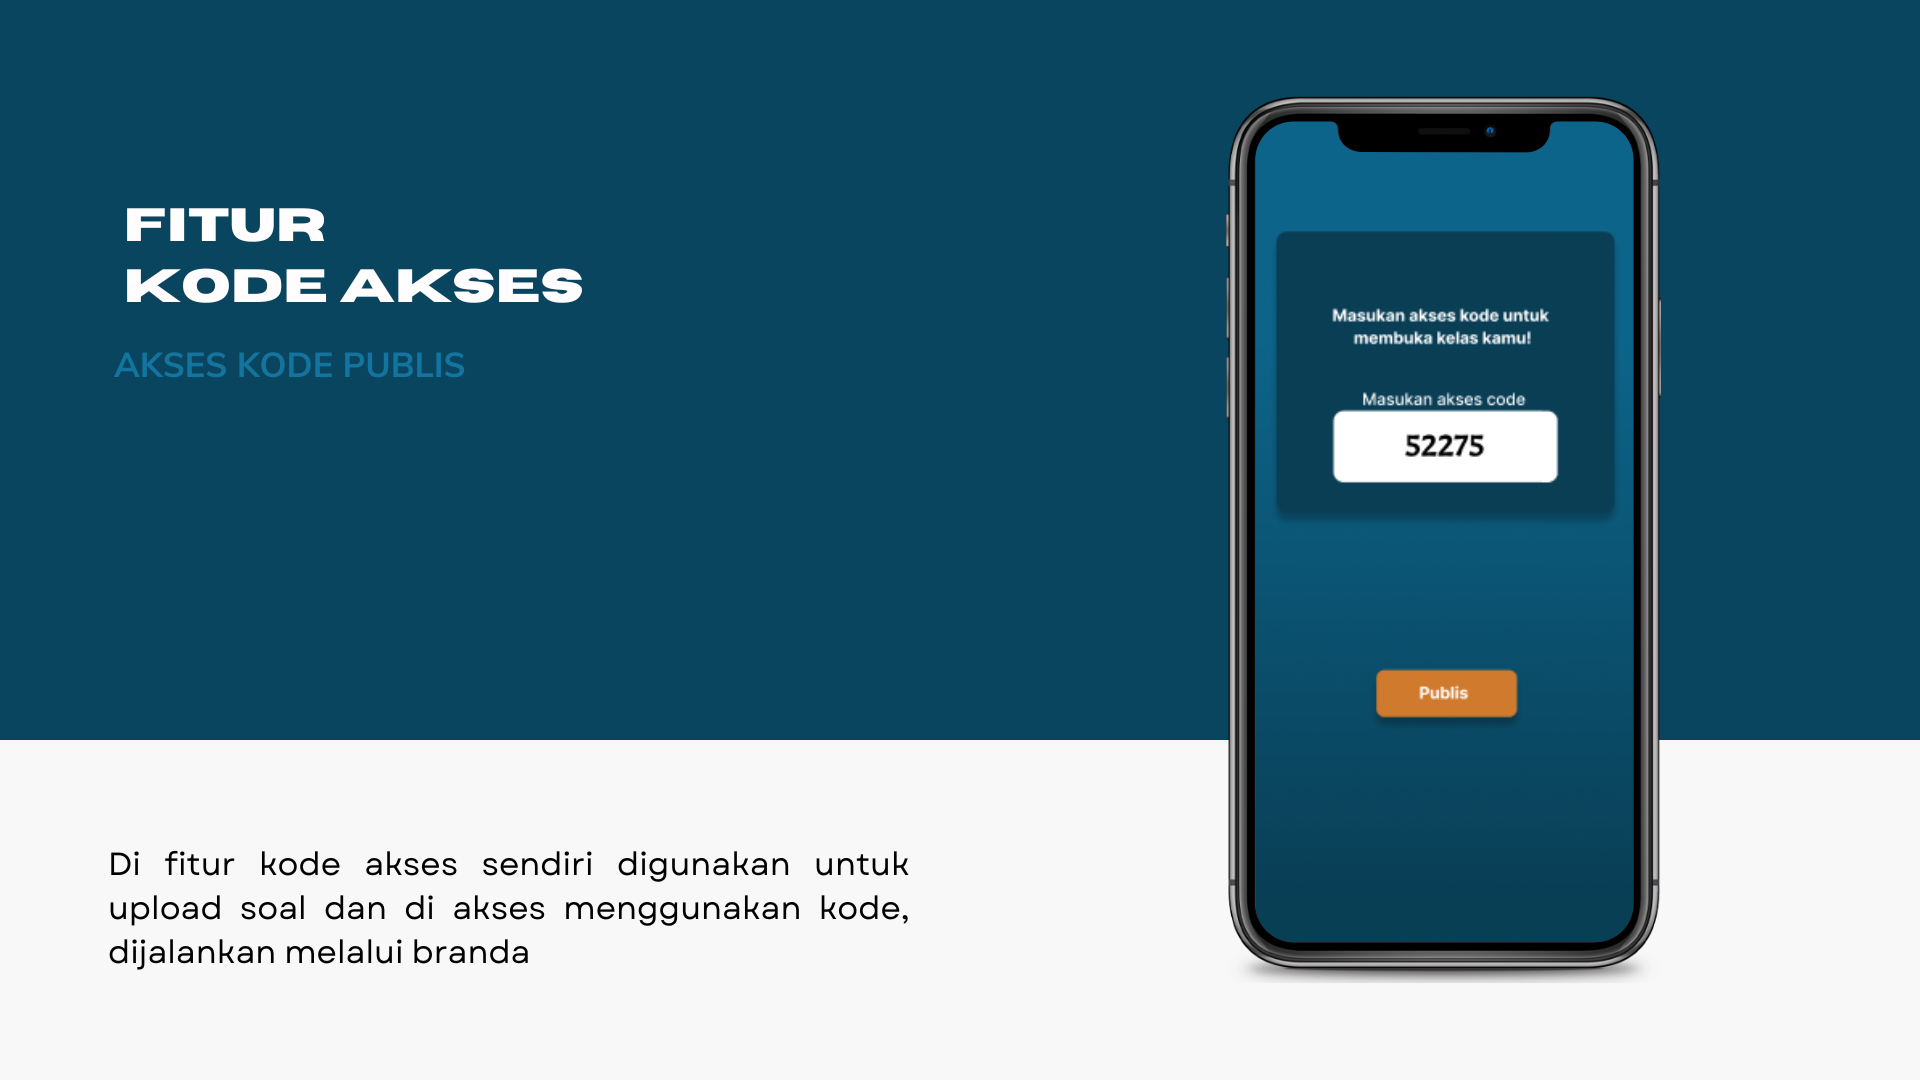 FITUR
KODE AKSES
AKSES KODE PUBLIS
Di fitur kode akses sendiri digunakan untuk
upload soal dan di akses menggunakan kode,
dijalankan melalui branda
Masukan akses kode untuk
membuka kelas kamu!
Masukan akses code
52275
Publis